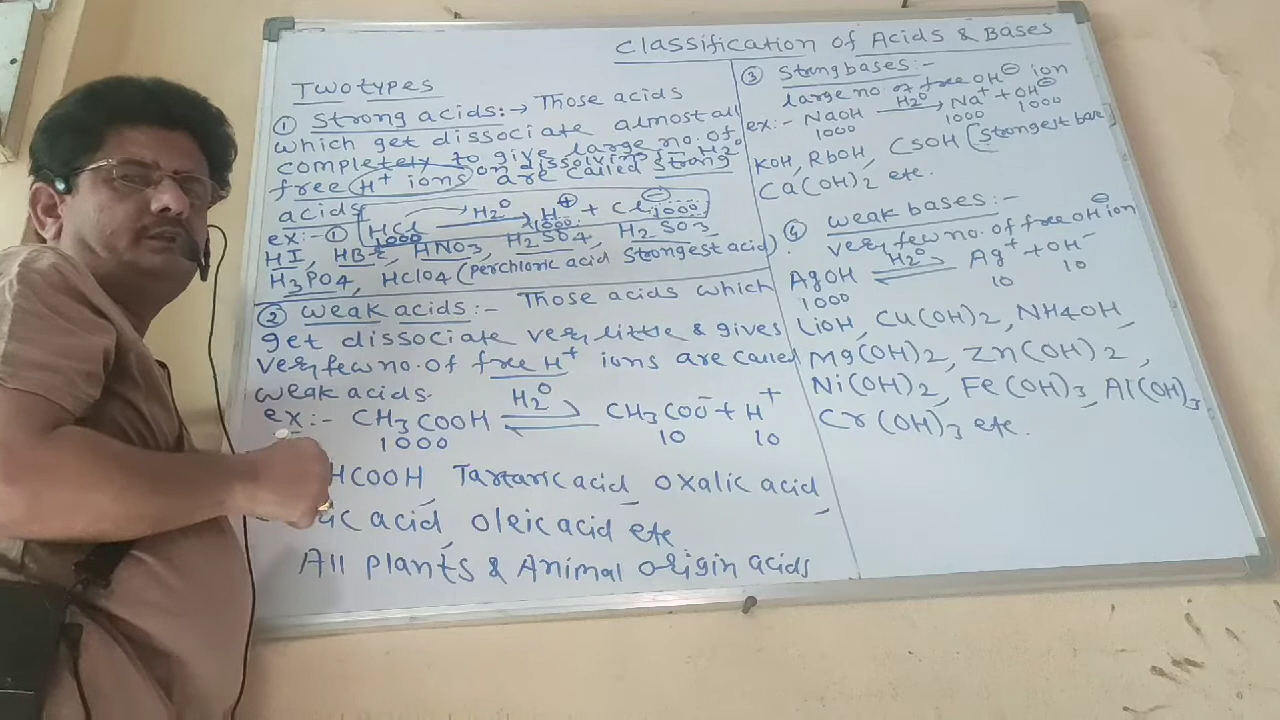 Classification of Acids & Bases
Two types
① Strong acids:→ Those acids
which get dissociate almost all
completely to give large no. of
free H+ ions on dissolving H2O
are called strong
acids
ex:- ① HCl H2O→ H⊕ + Cl⊖
1000 1000 1000
HI, HBr, HNO3, H2SO4, H2SO3,
H3PO4, HClO4 (perchloric acid strongest acid).
② weak acids:- Those acids which
get dissociate very little & gives
very few no. of free H+ ions are called
weak acids.
ex:- CH3COOH H2O⇌ CH3COO- + H+
1000 10 10
HCOOH, Tartaric acid, oxalic acid,
ic acid, oleic acid etc
All plants & Animal origin acids
③ Strong bases:-
large no. of free OH⊖ ion
ex:- NaOH H2O→ Na+ + OH⊖
1000 1000 1000
KOH, RbOH, CsOH (strongest base)
Ca(OH)2 etc.
④ weak bases:-
very few no. of free OH⊖ ion
AgOH H2O⇌ Ag+ + OH-
1000 10 10
LiOH, Cu(OH)2, NH4OH,
Mg(OH)2, Zn(OH)2,
Ni(OH)2, Fe(OH)3, Al(OH)3,
Cr(OH)3 etc.